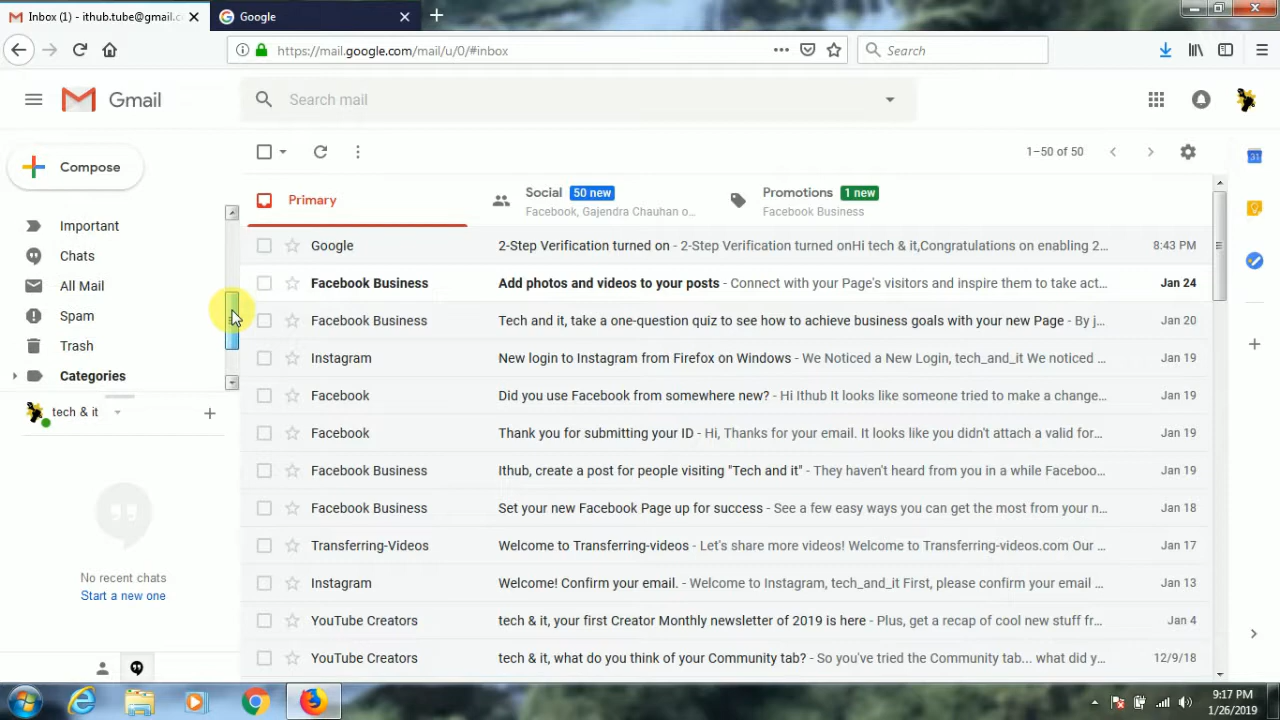 Inbox (1) - ithub.tube@gmail.c
Google
https://mail.google.com/mail/u/0/#inbox
Search
Gmail
Search mail
Compose
1–50 of 50
31
Important
Chats
All Mail
Spam
Trash
Categories
tech & it
No recent chats
Start a new one
Primary
Social 50 new
Facebook, Gajendra Chauhan o...
Promotions 1 new
Facebook Business
Google 2-Step Verification turned on - 2-Step Verification turned onHi tech & it,Congratulations on enabling 2... 8:43 PM
Facebook Business Add photos and videos to your posts - Connect with your Page's visitors and inspire them to take act... Jan 24
Facebook Business Tech and it, take a one-question quiz to see how to achieve business goals with your new Page - By j... Jan 20
Instagram New login to Instagram from Firefox on Windows - We Noticed a New Login, tech_and_it We noticed ... Jan 19
Facebook Did you use Facebook from somewhere new? - Hi Ithub It looks like someone tried to make a change... Jan 19
Facebook Thank you for submitting your ID - Hi, Thanks for your email. It looks like you didn't attach a valid for... Jan 19
Facebook Business Ithub, create a post for people visiting "Tech and it" - They haven't heard from you in a while Faceboo... Jan 19
Facebook Business Set your new Facebook Page up for success - See a few easy ways you can get the most from your n... Jan 18
Transferring-Videos Welcome to Transferring-videos - Let's share more videos! Welcome to Transferring-videos.com Our ... Jan 17
Instagram Welcome! Confirm your email. - Welcome to Instagram, tech_and_it First, please confirm your email ... Jan 13
YouTube Creators tech & it, your first Creator Monthly newsletter of 2019 is here - Plus, get a recap of cool new stuff fr... Jan 4
YouTube Creators tech & it, what do you think of your Community tab? - So you've tried the Community tab... what did y... 12/9/18
9:17 PM
1/26/2019